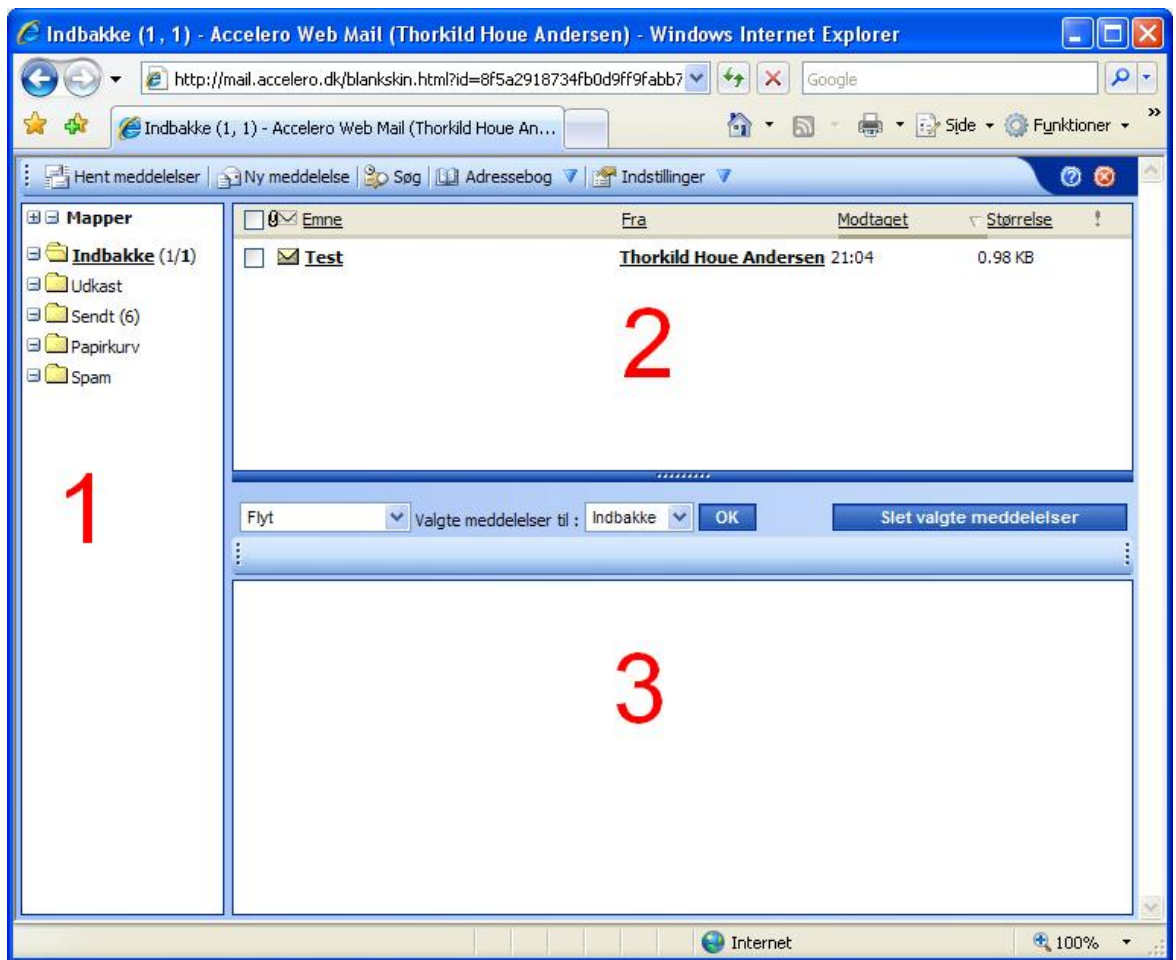 Indbakke (1, 1) - Accelero Web Mail (Thorkild Houe Andersen) - Windows Internet Explorer
http://mail.accelero.dk/blankskin.html?id=8f5a2918734fb0d9ff9fabb7
Google
Indbakke (1, 1) - Accelero Web Mail (Thorkild Houe An...
Side
Funktioner
»
Hent meddelelser
Ny meddelelse
Søg
Adressebog
Indstillinger
Mapper
Indbakke (1/1)
Udkast
Sendt (6)
Papirkurv
Spam
1
Emne Fra Modtaget Størrelse !
Test Thorkild Houe Andersen 21:04 0.98 KB
2
Flyt Valgte meddelelser til : Indbakke OK Slet valgte meddelelser
3
Internet 100%